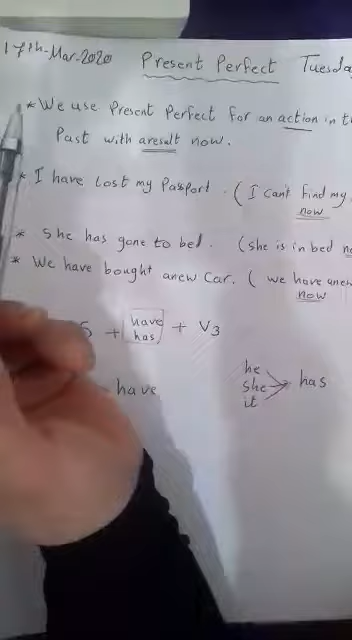 17th-Mar-2020 Present Perfect Tuesda
* We use Present Perfect for an action in t
Past with aresult now.
* I have Lost my Passport. (I can't find my
now
* She has gone to bed. (she is in bed n
* We have bought anew Car. ( we have anew
now
S + have has + V3
have
he
she has
it